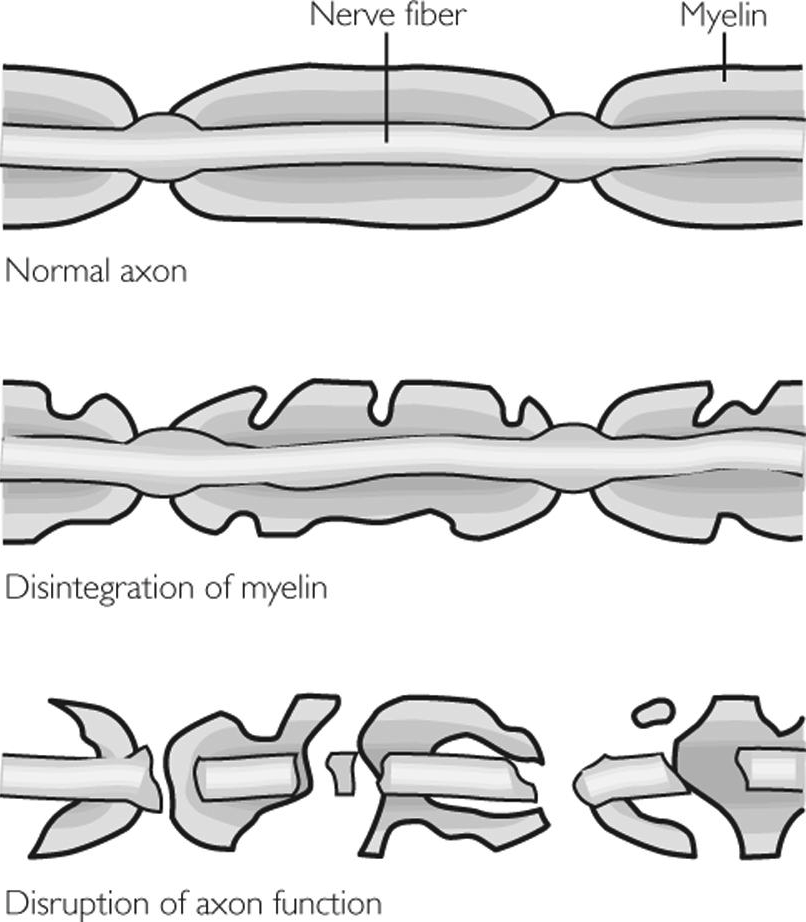 Nerve fiber
Myelin
Normal axon
Disintegration of myelin
Disruption of axon function